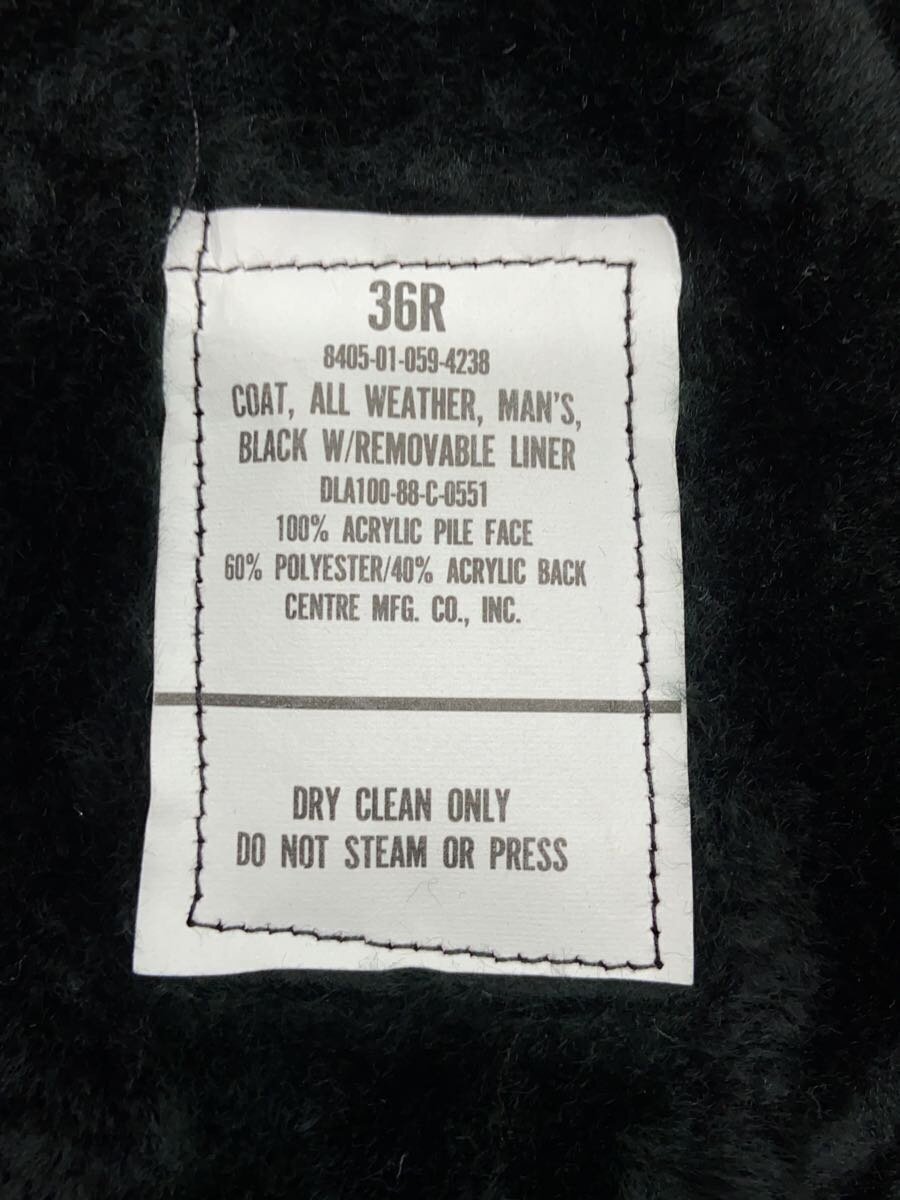 36R
8405-01-059-4238
COAT, ALL WEATHER, MAN'S,
BLACK W/REMOVABLE LINER
DLA100-88-C-0551
100% ACRYLIC PILE FACE
60% POLYESTER/40% ACRYLIC BACK
CENTRE MFG. CO., INC.
DRY CLEAN ONLY
DO NOT STEAM OR PRESS